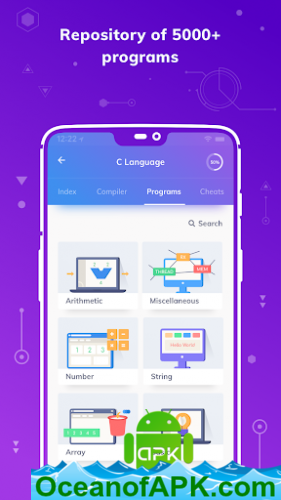 Repository of 5000+
programs
12:22
C Language
Index Compiler Programs Cheats
Search
THREAD
MEM
Arithmetic Miscellaneous
1 2 3
Hello World
Number String
Array
APK
OceanofAPK.com